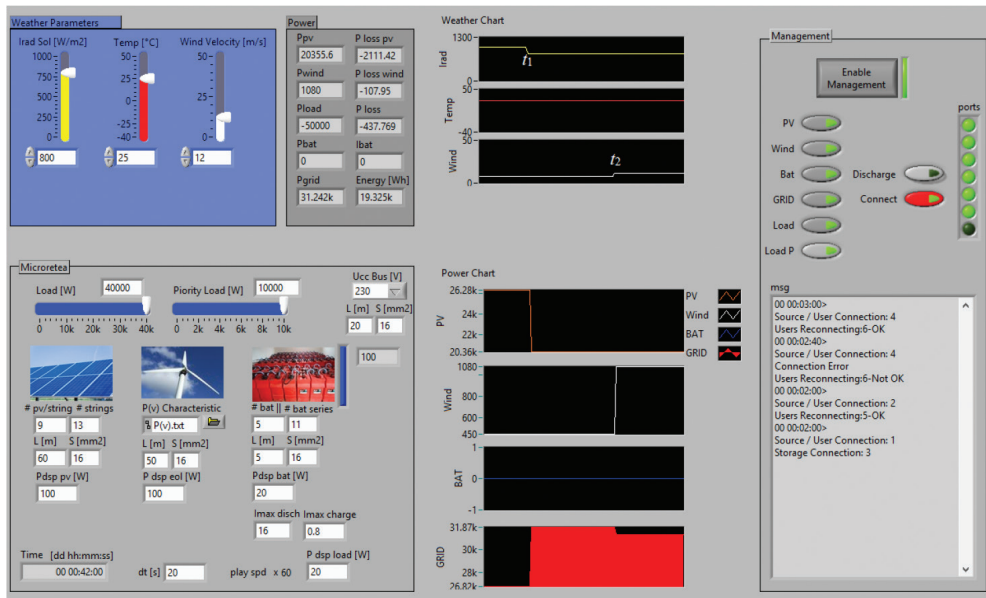 Weather Parameters
Irad Sol [W/m2] Temp [°C] Wind Velocity [m/s]
1000 50 50
750 25
500 0
250 -25
0 -40 0
800 25 12
Power
Ppv P loss pv
20355.6 -2111.42
Pwind P loss wind
1080 -107.95
Pload P loss
-50000 -437.769
Pbat Ibat
0 0
Pgrid Energy [Wh]
31.242k 19.325k
Weather Chart
1300
Irad t1
0
50
Temp
-40
50
Wind t2
0
Management
Enable
Management
ports
PV
Wind
Bat Discharge
GRID Connect
Load
Load P
msg
00 00:03:00>
Source / User Connection: 4
Users Reconnecting:6-OK
00 00:02:40>
Source / User Connection: 4
Connection Error
Users Reconnecting:6-Not OK
00 00:02:00>
Source / User Connection: 2
Users Reconnecting:5-OK
00 00:02:00>
Source / User Connection: 1
Storage Connection: 3
Microretea
Load [W] 40000 Piority Load [W] 10000
0 10k 20k 30k 40k 0 2k 4k 6k 8k 10k
Ucc Bus [V]
230
L [m] S [mm2]
20 16
100
# pv/string # strings
9 13
L [m] S [mm2]
60 16
Pdsp pv [W]
100
P(v) Characteristic
P(v).txt
L [m] S [mm2]
50 16
P dsp eol [W]
100
# bat || # bat series
5 11
L [m] S [mm2]
5 16
Pdsp bat [W]
20
Imax disch Imax charge
16 0.8
P dsp load [W]
20
Time [dd hh:mm:ss]
00 00:42:00
dt [s] 20 play spd x 60
Power Chart
26.28k
24k
PV
22k
20.36k
1080
800
Wind
600
450
1
BAT 0
-1
31.87k
30k
GRID
28k
26.82k
PV
Wind
BAT
GRID